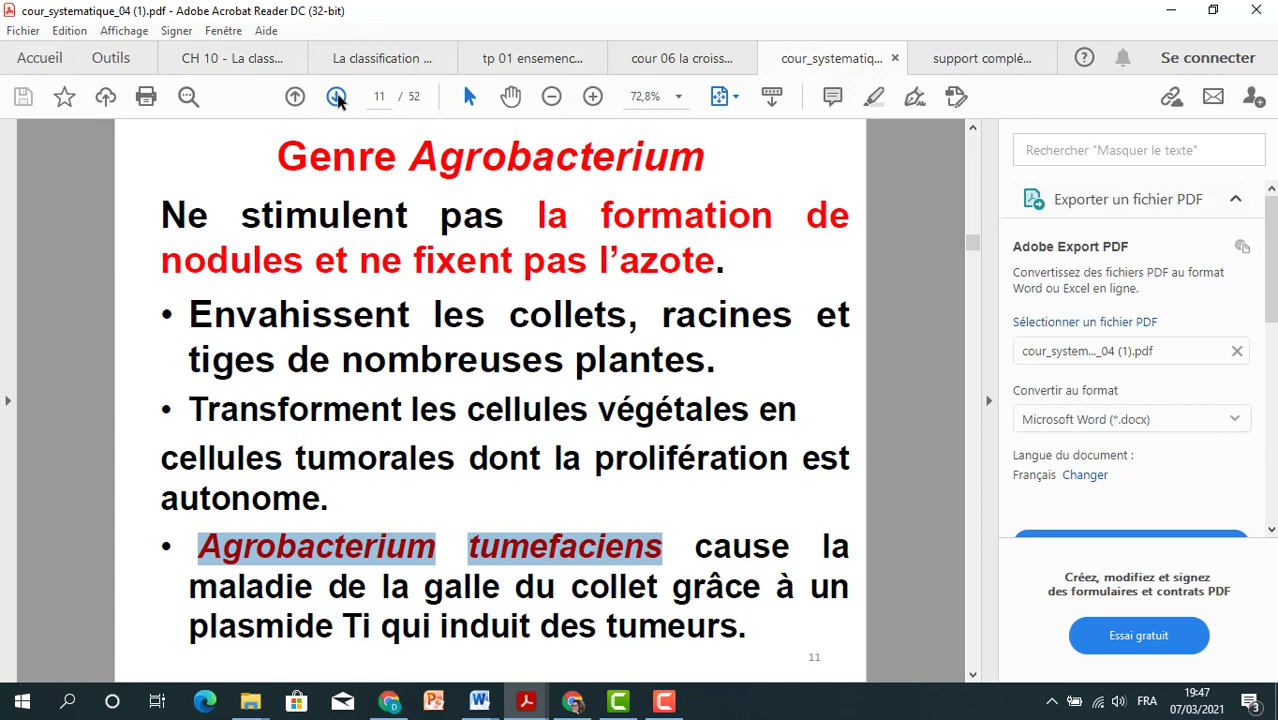 cour_systematique_04 (1).pdf - Adobe Acrobat Reader DC (32-bit)
Fichier Edition Affichage Signer Fenêtre Aide
Accueil Outils CH 10 - La class... La classification ... tp 01 ensemenc... cour 06 la croiss... cour_systematiq... × support complé... Se connecter
11 / 52 72,8%
Genre Agrobacterium
Ne stimulent pas la formation de
nodules et ne fixent pas l’azote.
• Envahissent les collets, racines et
tiges de nombreuses plantes.
• Transforment les cellules végétales en
cellules tumorales dont la prolifération est
autonome.
• Agrobacterium tumefaciens cause la
maladie de la galle du collet grâce à un
plasmide Ti qui induit des tumeurs.
11
Rechercher "Masquer le texte"
Exporter un fichier PDF
Adobe Export PDF
Convertissez des fichiers PDF au format
Word ou Excel en ligne.
Sélectionner un fichier PDF
cour_system..._04 (1).pdf
Convertir au format
Microsoft Word (*.docx)
Langue du document :
Français Changer
Créez, modifiez et signez
des formulaires et contrats PDF
Essai gratuit
FRA
19:47
07/03/2021
3